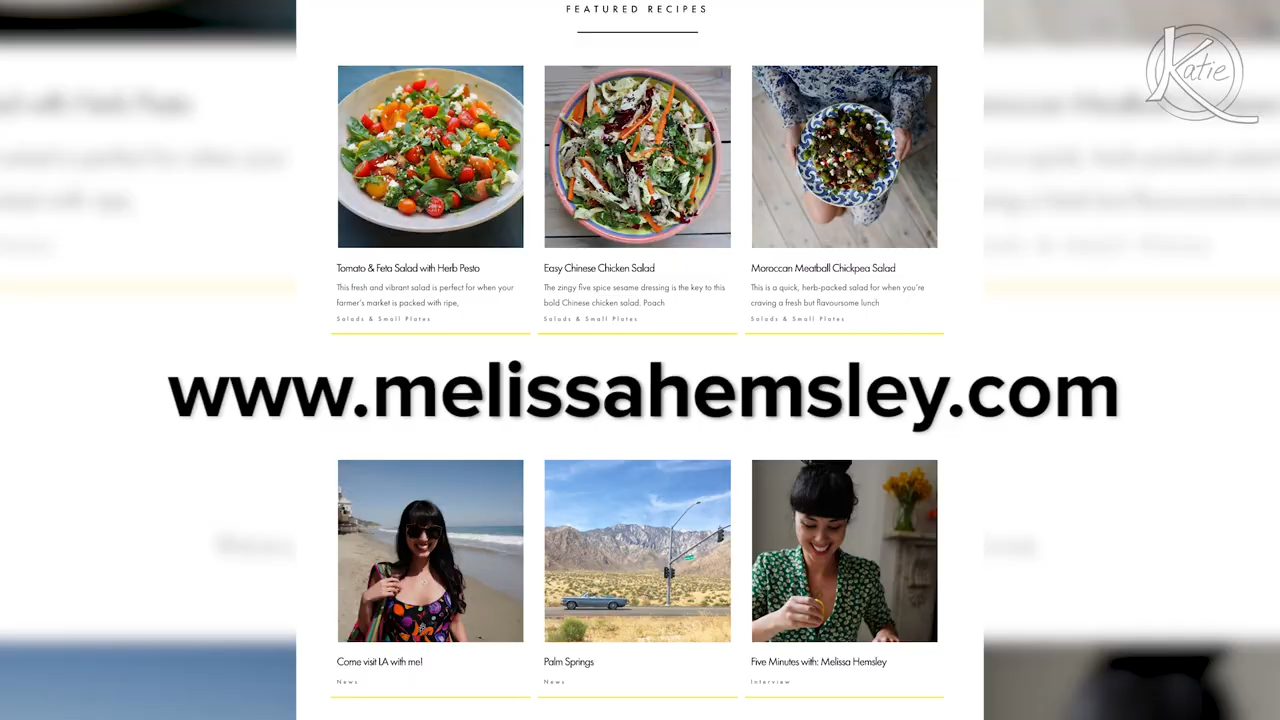 FEATURED RECIPES
Katie
Tomato & Feta Salad with Herb Pesto
This fresh and vibrant salad is perfect for when your
farmer's market is packed with ripe,
Salads & Small Plates
Easy Chinese Chicken Salad
The zingy five spice sesame dressing is the key to this
bold Chinese chicken salad. Poach
Salads & Small Plates
Moroccan Meatball Chickpea Salad
This is a quick, herb-packed salad for when you're
craving a fresh but flavoursome lunch
Salads & Small Plates
www.melissahemsley.com
Come visit LA with me!
News
Palm Springs
News
Five Minutes with: Melissa Hemsley
Interview